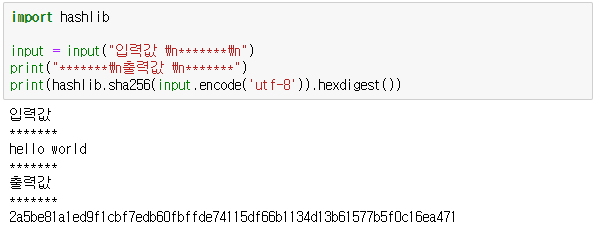 import hashlib
input = input("입력값 ₩n*******₩n")
print("*******₩n출력값 ₩n*******")
print(hashlib.sha256(input.encode('utf-8')).hexdigest())
입력값
*******
hello world
*******
출력값
*******
2a5be81a1ed9f1cbf7edb60fbffde74115df66b1134d13b61577b5f0c16ea471